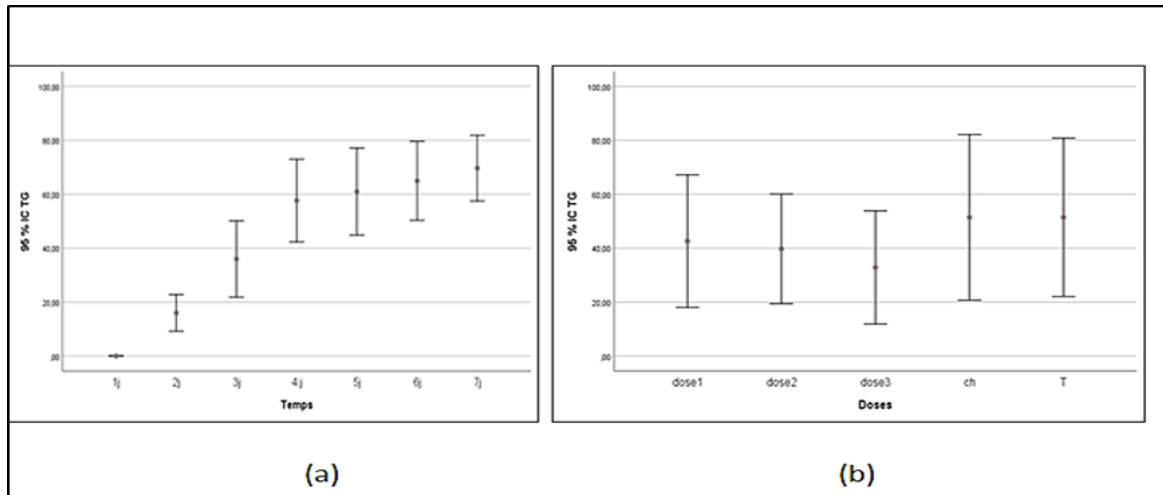 100,00
80,00
60,00
40,00
20,00
,00
95 % IC TG
1j 2j 3j 4j 5j 6j 7j
Temps
100,00
80,00
60,00
40,00
20,00
,00
95 % IC TG
dose1 dose2 dose3 ch T
Doses
(a) (b)